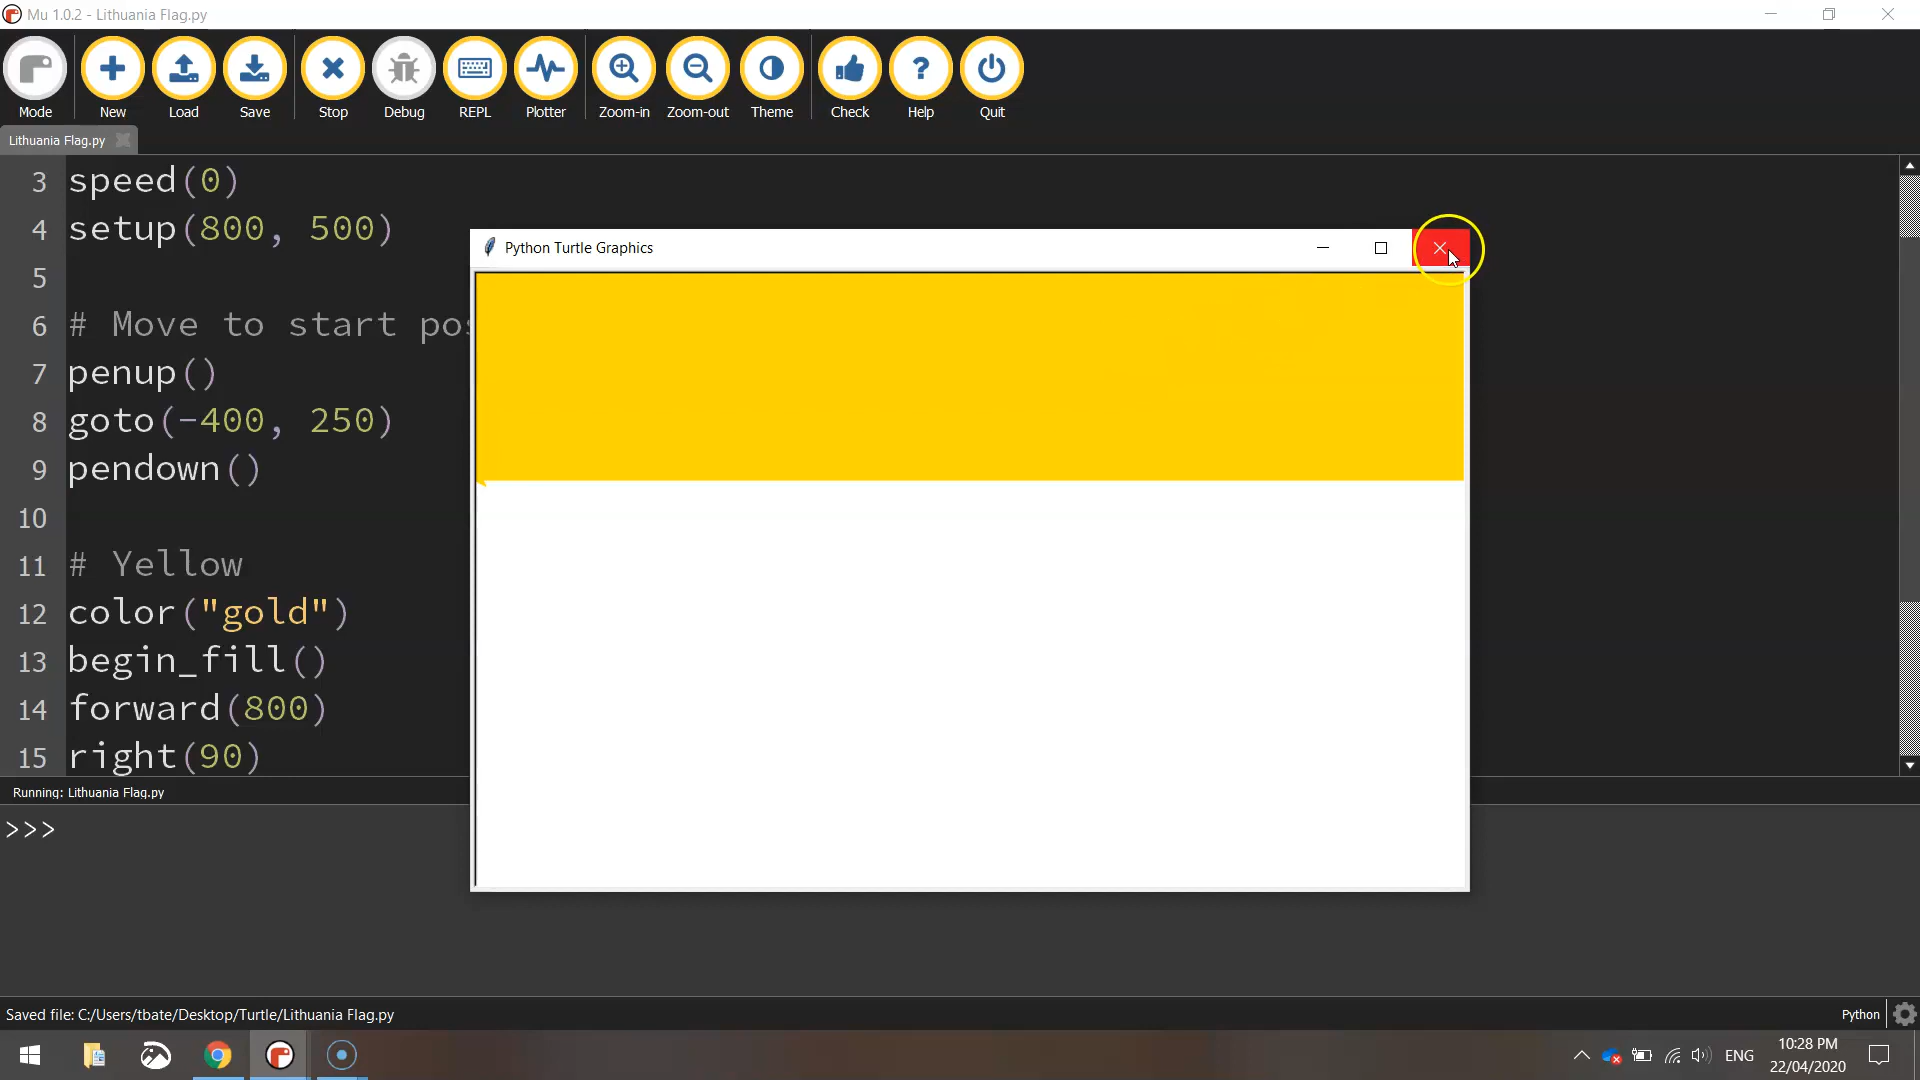 Mu 1.0.2 - Lithuania Flag.py
Mode New Load Save Stop Debug REPL Plotter Zoom-in Zoom-out Theme Check Help Quit
Lithuania Flag.py
3 speed(0)
4 setup(800, 500)
Python Turtle Graphics
5
6 # Move to start pos
7 penup()
8 goto(-400, 250)
9 pendown()
10
11 # Yellow
12 color("gold")
13 begin_fill()
14 forward(800)
15 right(90)
Running: Lithuania Flag.py
>>>
Saved file: C:/Users/tbate/Desktop/Turtle/Lithuania Flag.py
Python
ENG
10:28 PM
22/04/2020